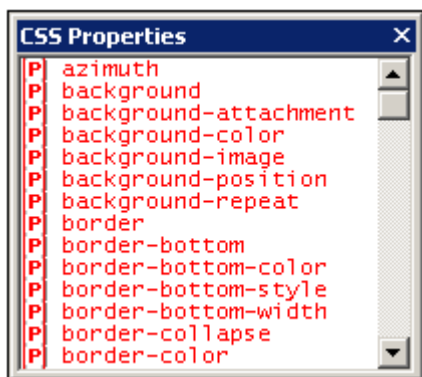 CSS Properties
P azimuth
P background
P background-attachment
P background-color
P background-image
P background-position
P background-repeat
P border
P border-bottom
P border-bottom-color
P border-bottom-style
P border-bottom-width
P border-collapse
P border-color